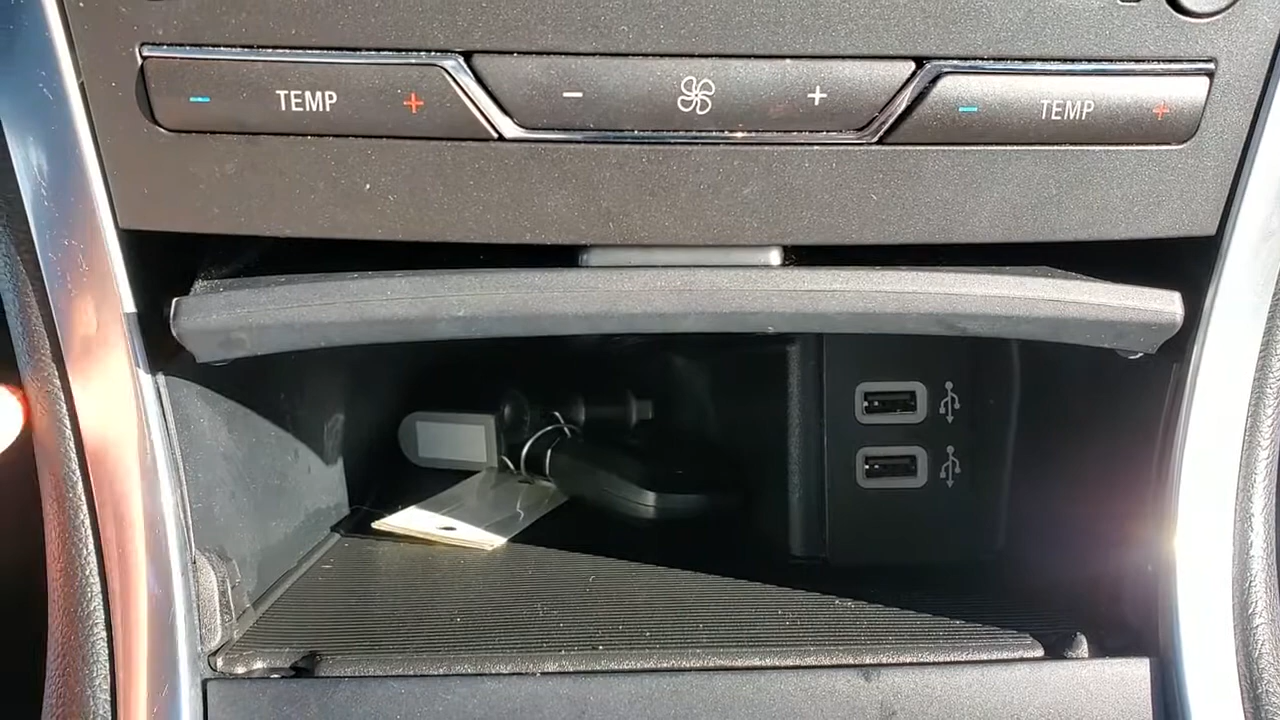 - TEMP +
- +
- TEMP +